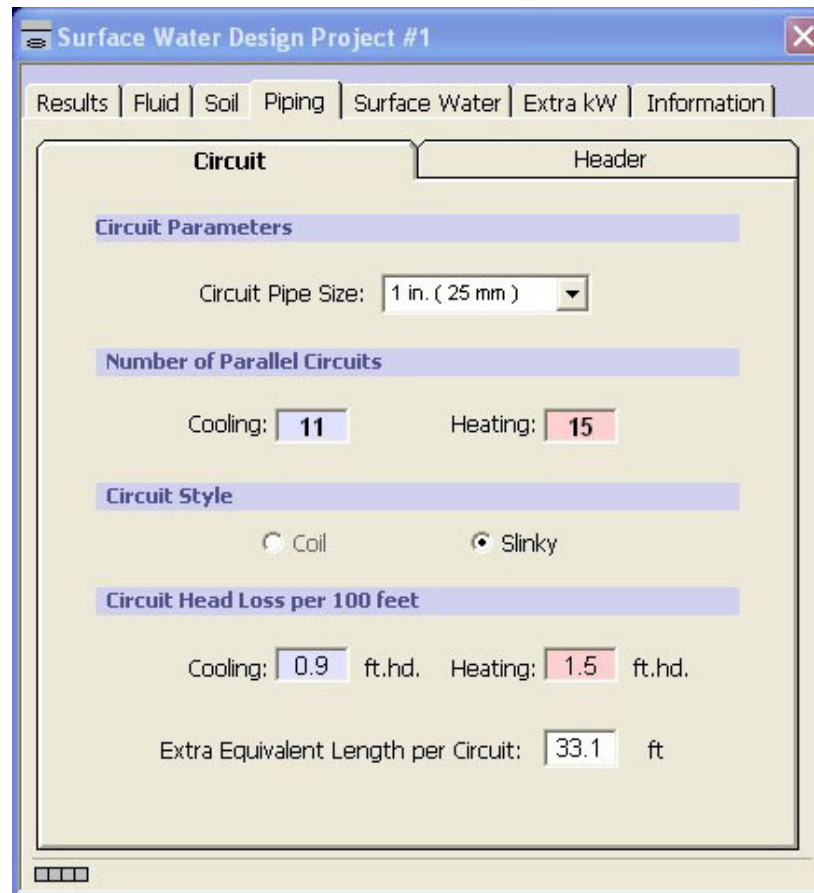 Surface Water Design Project #1
Results Fluid Soil Piping Surface Water Extra kW Information
Circuit Header
Circuit Parameters
Circuit Pipe Size: 1 in. ( 25 mm )
Number of Parallel Circuits
Cooling: 11 Heating: 15
Circuit Style
Coil Slinky
Circuit Head Loss per 100 feet
Cooling: 0.9 ft.hd. Heating: 1.5 ft.hd.
Extra Equivalent Length per Circuit: 33.1 ft